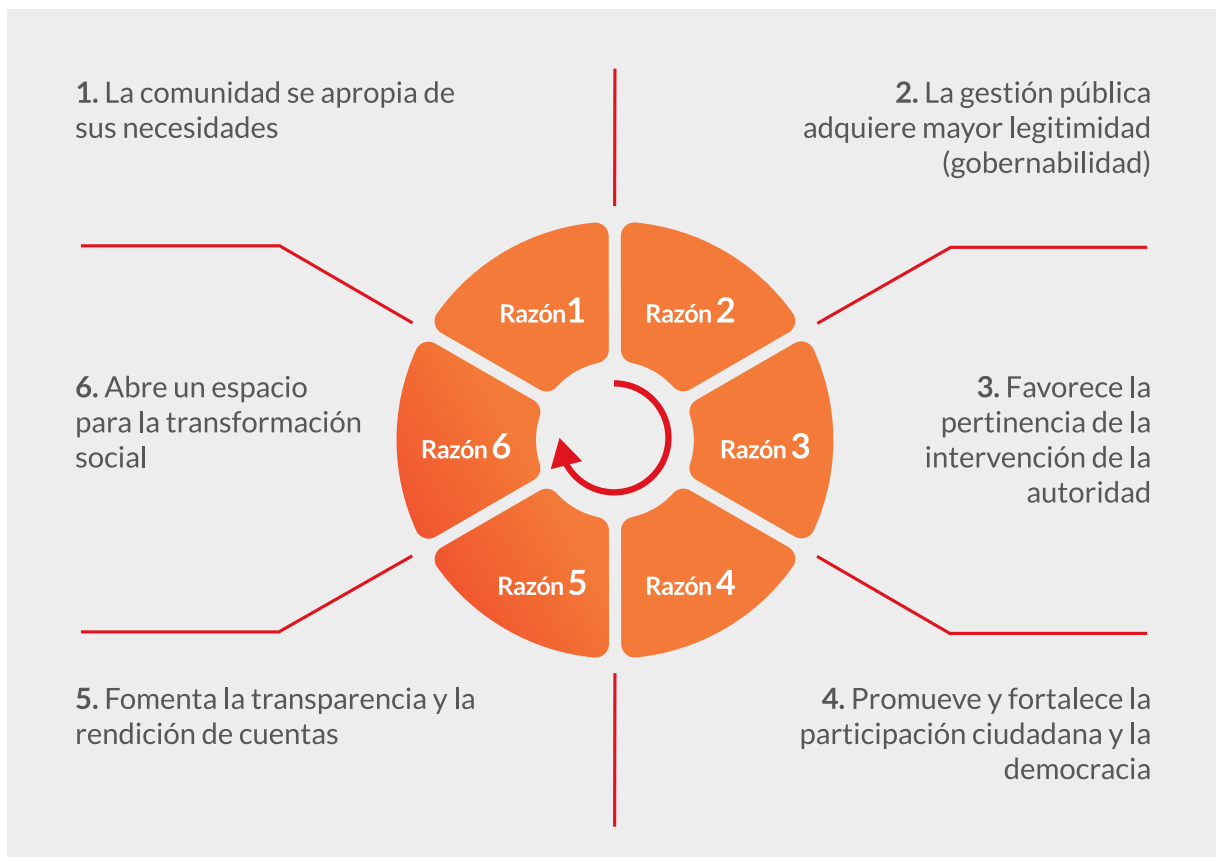 1. La comunidad se apropia de
sus necesidades
2. La gestión pública
adquiere mayor legitimidad
(gobernabilidad)
Razón 1
Razón 2
6. Abre un espacio
para la transformación
social
Razón 6
Razón 3
3. Favorece la
pertinencia de la
intervención de la
autoridad
Razón 5
Razón 4
5. Fomenta la transparencia y la
rendición de cuentas
4. Promueve y fortalece la
participación ciudadana y la
democracia